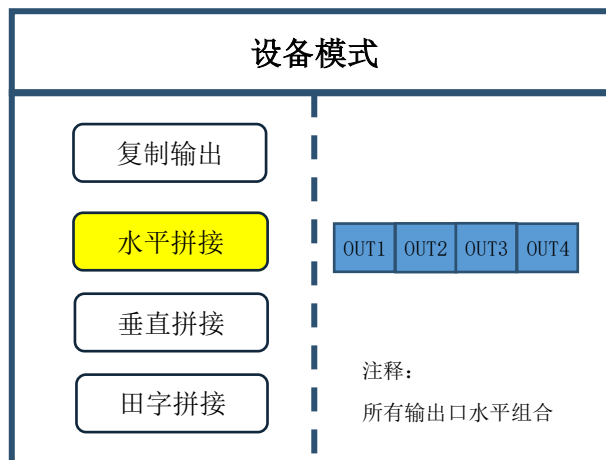 设备模式
复制输出
水平拼接
垂直拼接
田字拼接
OUT1 OUT2 OUT3 OUT4
注释：
所有输出口水平组合